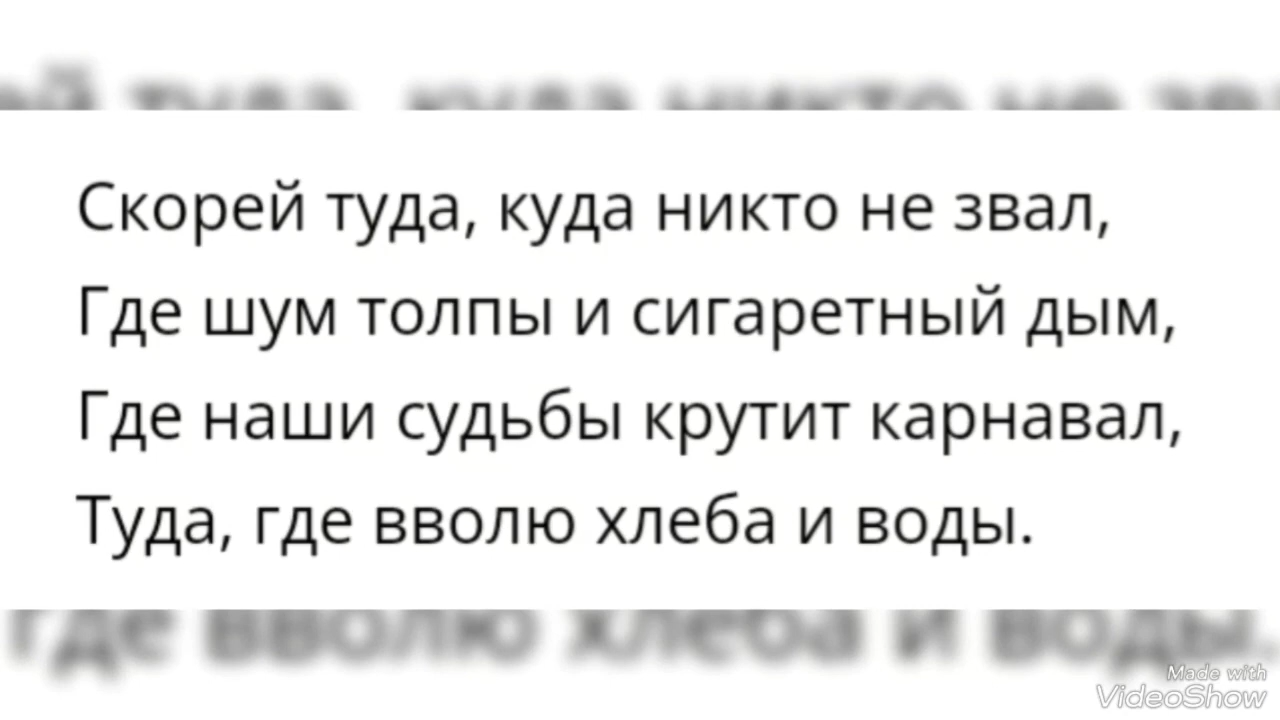 Скорей туда, куда никто не звал,
Где шум толпы и сигаретный дым,
Где наши судьбы крутит карнавал,
Туда, где вволю хлеба и воды.
Made with
VideoShow